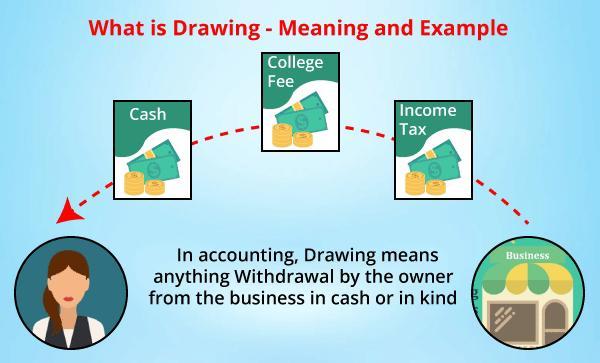 What is Drawing - Meaning and Example
College
Fee
Cash
Income
Tax
In accounting, Drawing means
anything Withdrawal by the owner
from the business in cash or in kind
Business